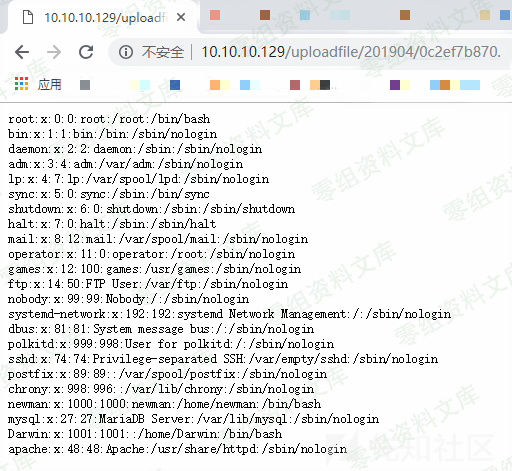 10.10.10.129/uploadfile/2019
不安全 10.10.10.129/uploadfile/201904/0c2ef7b870.
应用
root:x:0:0:root:/root:/bin/bash
bin:x:1:1:bin:/bin:/sbin/nologin
daemon:x:2:2:daemon:/sbin:/sbin/nologin
adm:x:3:4:adm:/var/adm:/sbin/nologin
lp:x:4:7:lp:/var/spool/lpd:/sbin/nologin
sync:x:5:0:sync:/sbin:/bin/sync
shutdown:x:6:0:shutdown:/sbin:/sbin/shutdown
halt:x:7:0:halt:/sbin:/sbin/halt
mail:x:8:12:mail:/var/spool/mail:/sbin/nologin
operator:x:11:0:operator:/root:/sbin/nologin
games:x:12:100:games:/usr/games:/sbin/nologin
ftp:x:14:50:FTP User:/var/ftp:/sbin/nologin
nobody:x:99:99:Nobody:/:/sbin/nologin
systemd-network:x:192:192:systemd Network Management:/:/sbin/nologin
dbus:x:81:81:System message bus:/:/sbin/nologin
polkitd:x:999:998:User for polkitd:/:/sbin/nologin
sshd:x:74:74:Privilege-separated SSH:/var/empty/sshd:/sbin/nologin
postfix:x:89:89::/var/spool/postfix:/sbin/nologin
chrony:x:998:996::/var/lib/chrony:/sbin/nologin
newman:x:1000:1000:newman:/home/newman:/bin/bash
mysql:x:27:27:MariaDB Server:/var/lib/mysql:/sbin/nologin
Darwin:x:1001:1001::/home/Darwin:/bin/bash
apache:x:48:48:Apache:/usr/share/httpd:/sbin/nologin
零组资料文库